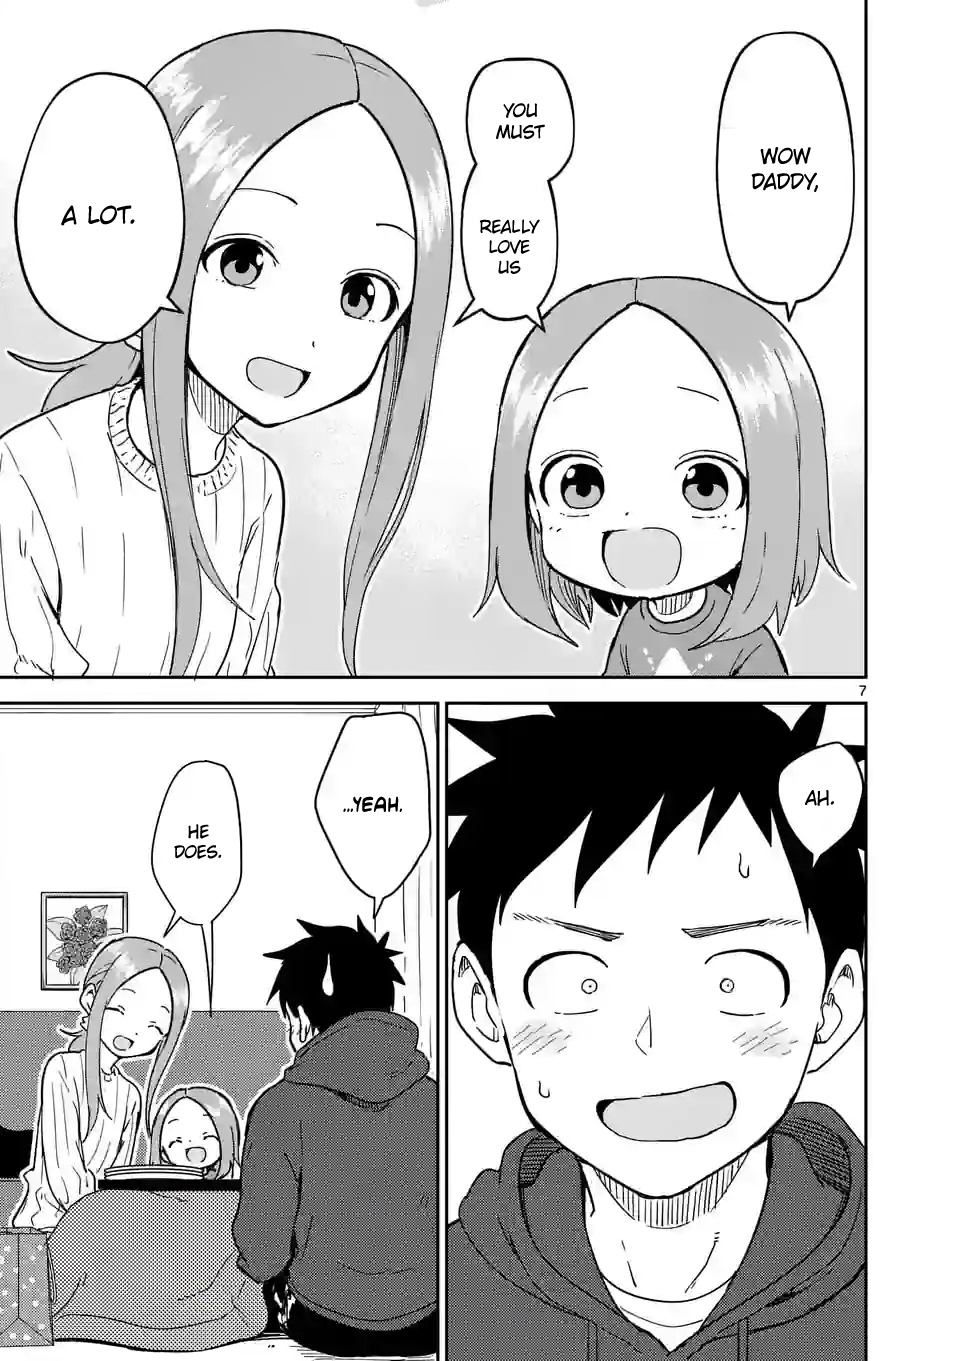 WOW
DADDY,
YOU
MUST
REALLY
LOVE
US
A LOT.
7
AH.
...YEAH.
HE
DOES.